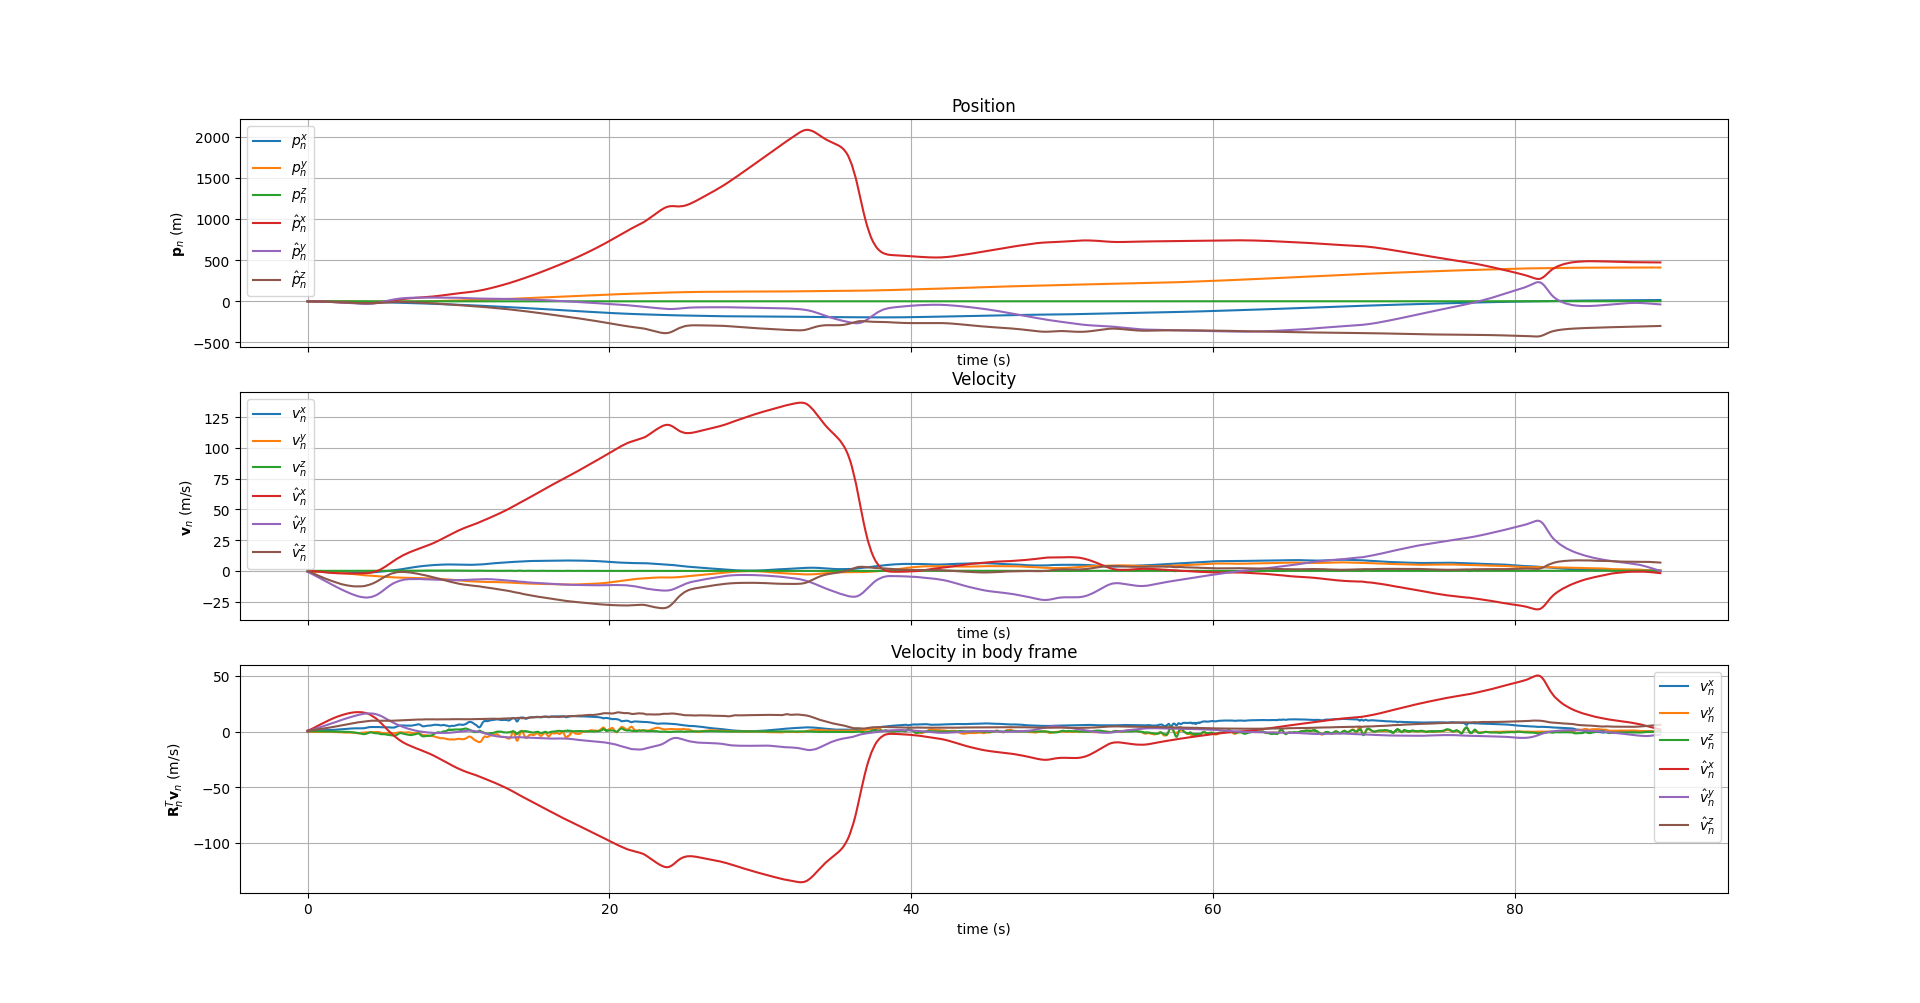 Position
p_n (m)
2000
1500
1000
500
0
−500
p_n^x
p_n^y
p_n^z
p̂_n^x
p̂_n^y
p̂_n^z
time (s)
Velocity
v_n (m/s)
125
100
75
50
25
0
−25
v_n^x
v_n^y
v_n^z
v̂_n^x
v̂_n^y
v̂_n^z
time (s)
Velocity in body frame
R_n^T v_n (m/s)
50
0
−50
−100
v_n^x
v_n^y
v_n^z
v̂_n^x
v̂_n^y
v̂_n^z
0 20 40 60 80
time (s)